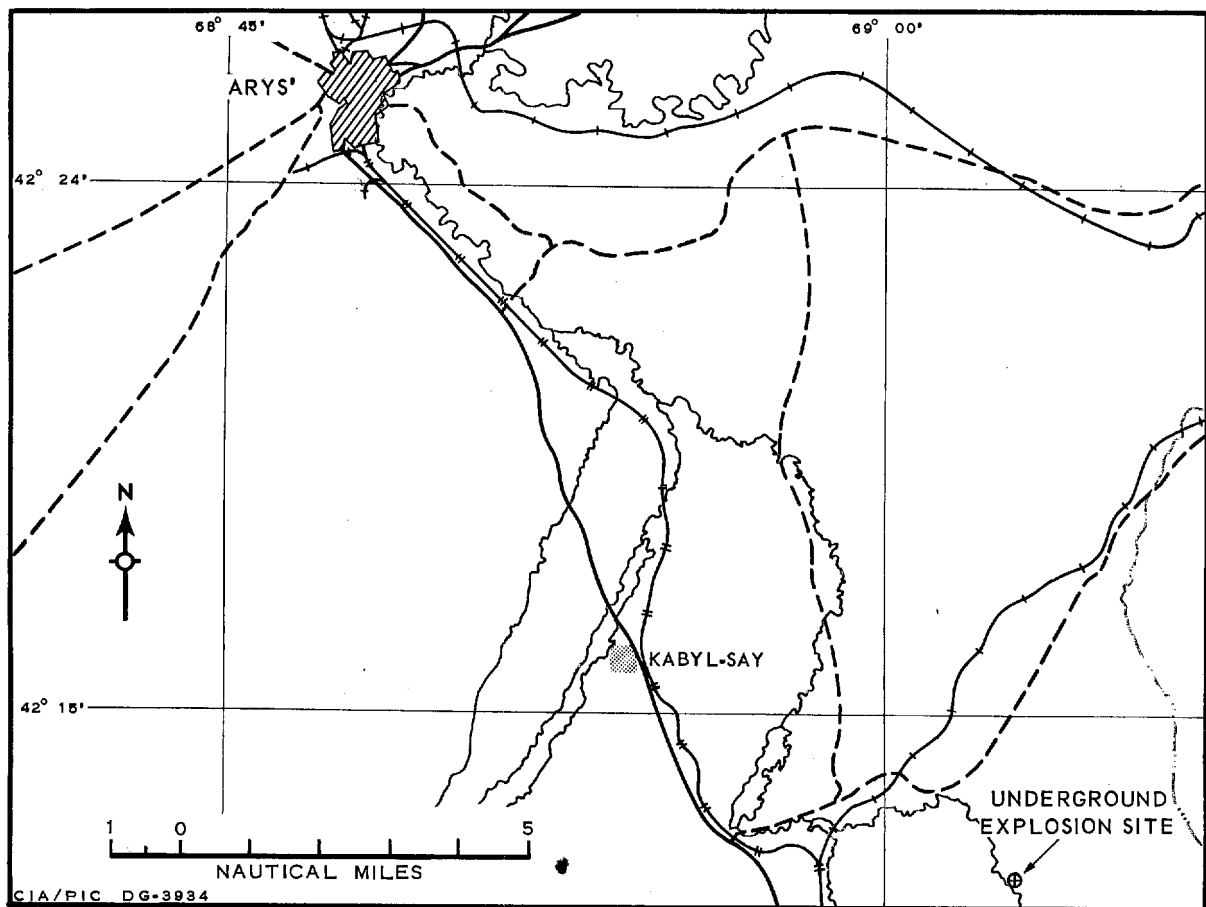 68° 45'
69° 00'
ARYS'
42° 24'
N
KABYL-SAY
42° 15'
UNDERGROUND
EXPLOSION SITE
1 0 5
NAUTICAL MILES
CIA/PIC DG-3934